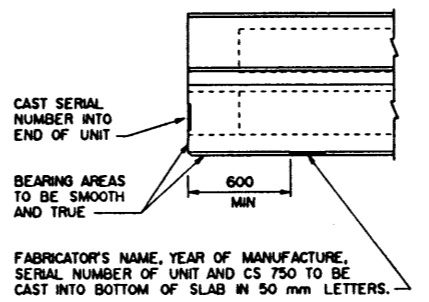 CAST SERIAL
NUMBER INTO
END OF UNIT
BEARING AREAS
TO BE SMOOTH
AND TRUE
600
MIN
FABRICATOR'S NAME, YEAR OF MANUFACTURE,
SERIAL NUMBER OF UNIT AND CS 750 TO BE
CAST INTO BOTTOM OF SLAB IN 50 mm LETTERS.